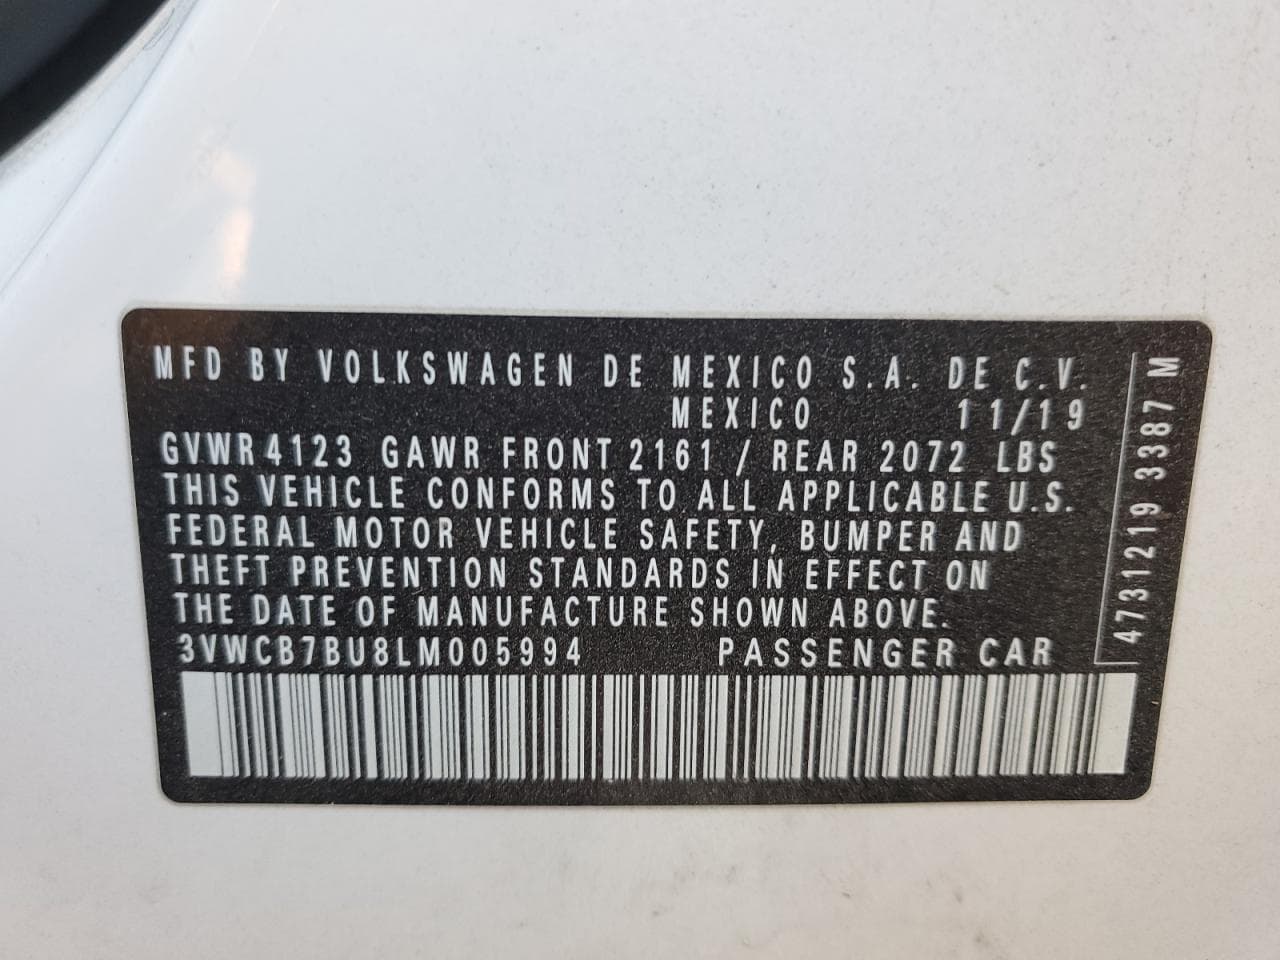 MFD BY VOLKSWAGEN DE MEXICO S.A. DE C.V.
MEXICO 11/19
GVWR 4123 GAWR FRONT 2161 / REAR 2072 LBS
THIS VEHICLE CONFORMS TO ALL APPLICABLE U.S.
FEDERAL MOTOR VEHICLE SAFETY, BUMPER AND
THEFT PREVENTION STANDARDS IN EFFECT ON
THE DATE OF MANUFACTURE SHOWN ABOVE.
3VWCB7BU8LM005994 PASSENGER CAR
4731219 3387 M